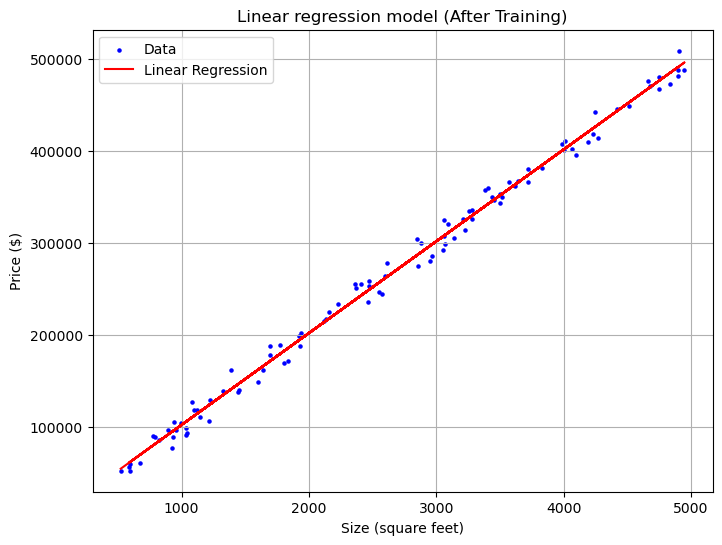 Linear regression model (After Training)
Data
Linear Regression
500000
400000
300000
200000
100000
Price ($)
1000 2000 3000 4000 5000
Size (square feet)